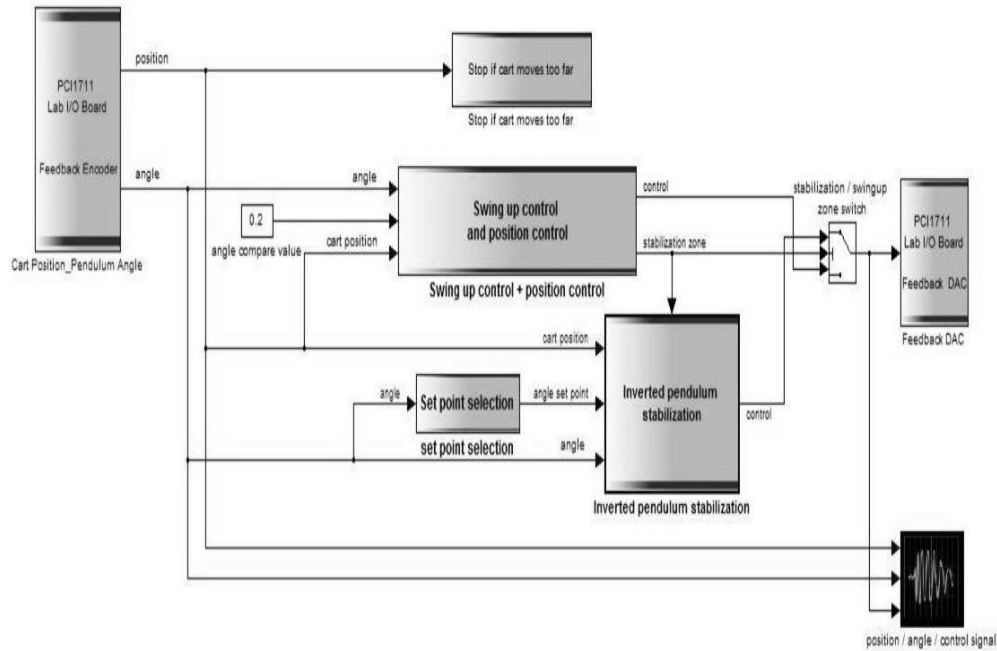 PCI1711
Lab I/O Board
Feedback Encoder
Cart Position_Pendulum Angle
position
angle
Stop if cart moves too far
Stop if cart moves too far
angle
0.2
angle compare value
cart position
Swing up control
and position control
Swing up control + position control
control
stabilization zone
stabilization / swingup
zone switch
PCI1711
Lab I/O Board
Feedback DAC
Feedback DAC
cart position
angle
Set point selection
set point selection
angle set point
angle
Inverted pendulum
stabilization
Inverted pendulum stabilization
control
position / angle / control signal